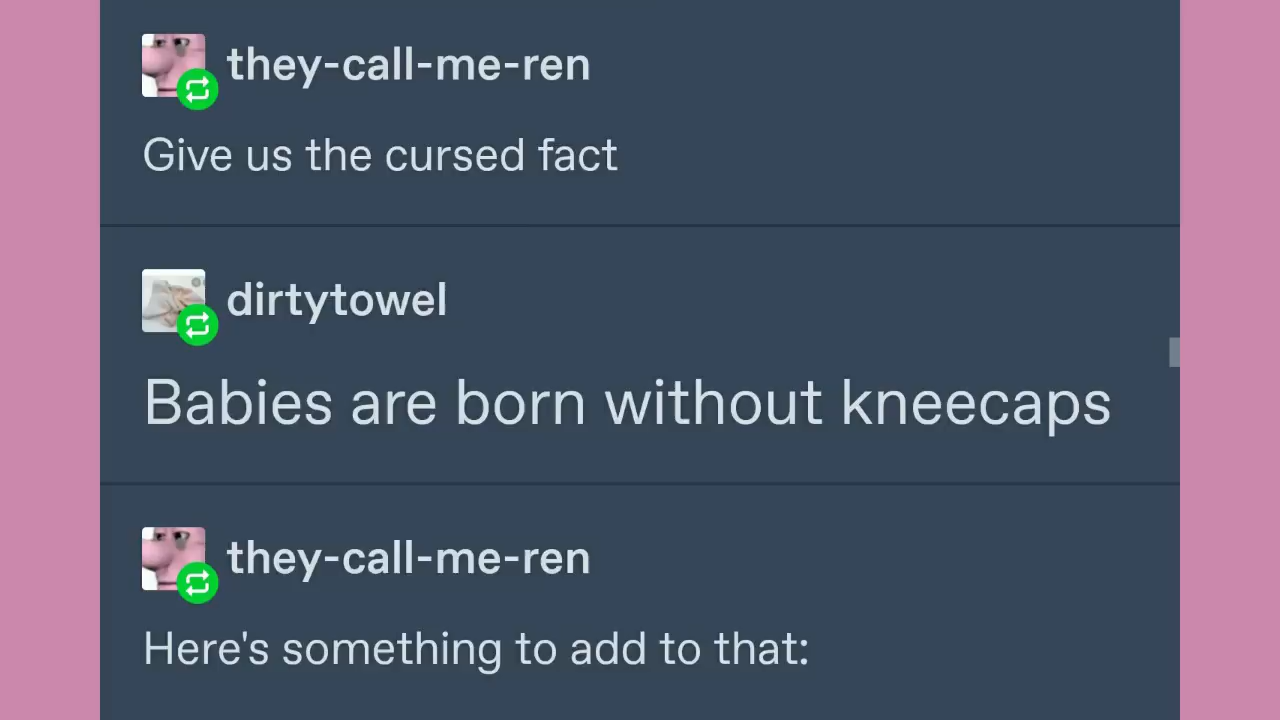 they-call-me-ren
Give us the cursed fact
dirtytowel
Babies are born without kneecaps
they-call-me-ren
Here's something to add to that: